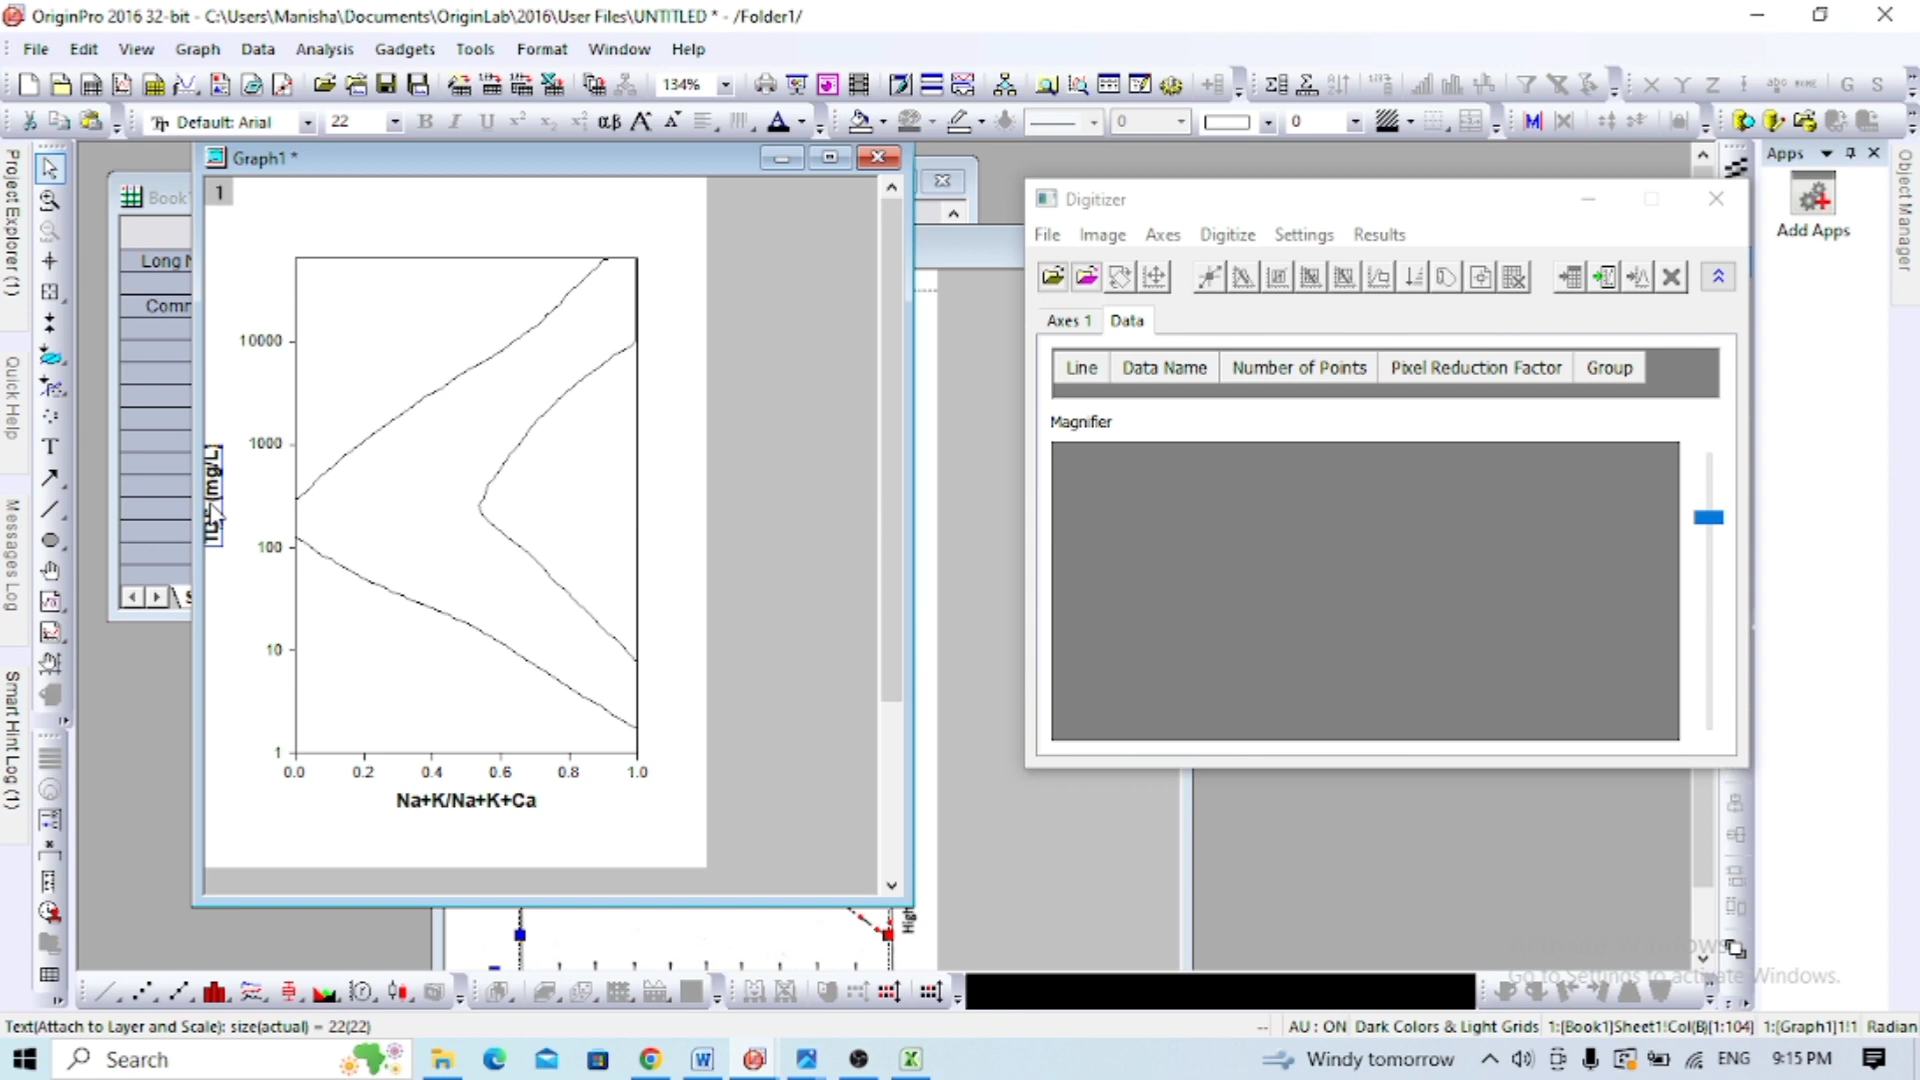 OriginPro 2016 32-bit - C:\Users\Manisha\Documents\OriginLab\2016\User Files\UNTITLED * - /Folder1/
File Edit View Graph Data Analysis Gadgets Tools Format Window Help
134%
Default: Arial 22 B I U αβ A A 0 0
Project Explorer (1)
Quick Help
Messages Log
Smart Hint Log (1)
Book
Long
Graph1 *
1
10000
1000
100
10
1
(mg/L)
0.0 0.2 0.4 0.6 0.8 1.0
Na+K/Na+K+Ca
Digitizer
File Image Axes Digitize Settings Results
Axes 1 Data
Line Data Name Number of Points Pixel Reduction Factor Group
Magnifier
Apps
Add Apps
Object Manager
Go to Settings to activate Windows.
Text(Attach to Layer and Scale): size(actual) = 22(22)
-- AU : ON Dark Colors & Light Grids 1:[Book1]Sheet1!Col(B)[1:104] 1:[Graph1]1!1 Radian
Search
Windy tomorrow
ENG 9:15 PM